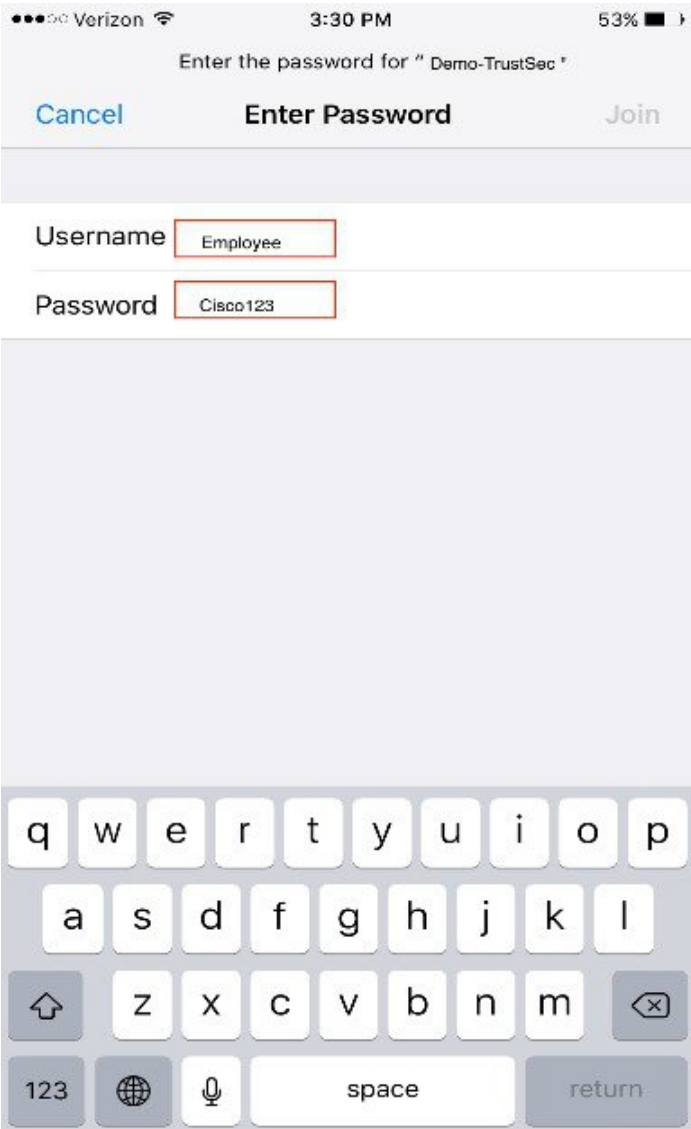 Verizon 3:30 PM 53%
Enter the password for “ Demo-TrustSec "
Cancel Enter Password Join
Username Employee
Password Cisco123
q w e r t y u i o p
a s d f g h j k l
z x c v b n m
123 space return